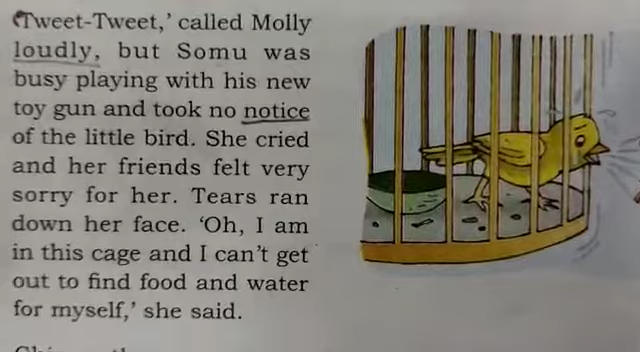 ‘Tweet-Tweet,’ called Molly
loudly, but Somu was
busy playing with his new
toy gun and took no notice
of the little bird. She cried
and her friends felt very
sorry for her. Tears ran
down her face. ‘Oh, I am
in this cage and I can’t get
out to find food and water
for myself,’ she said.